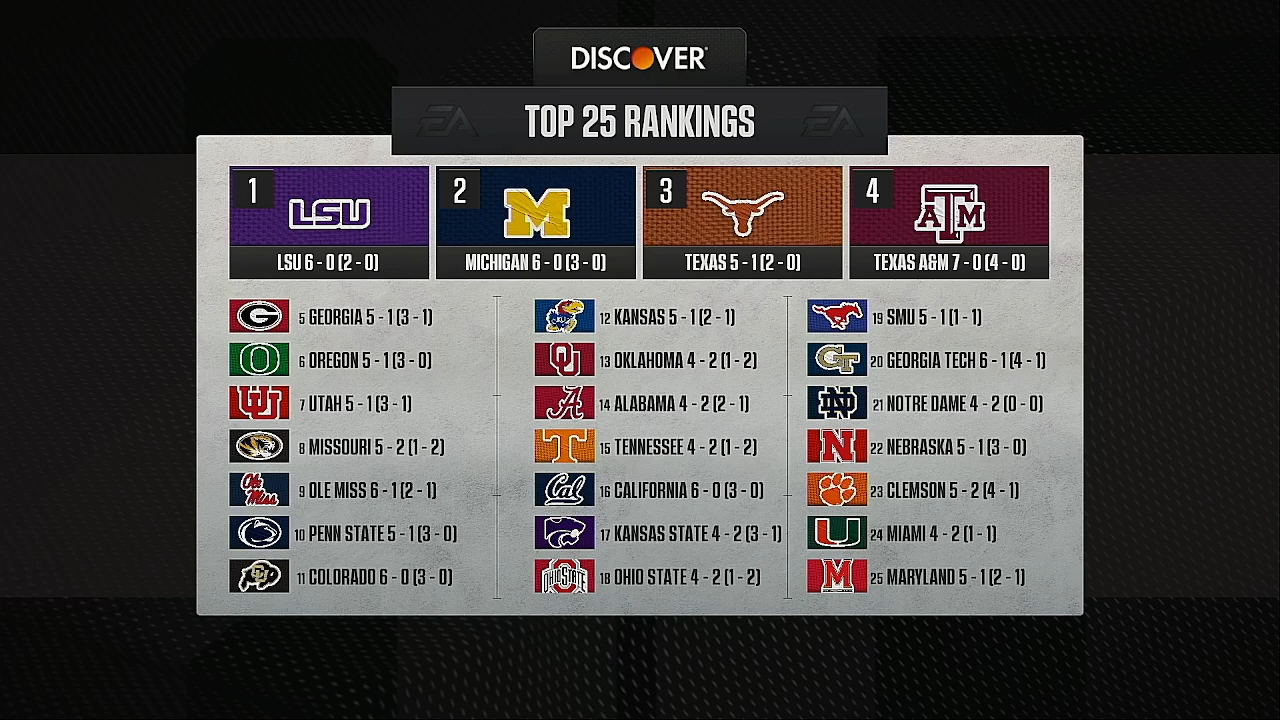 DISCOVER
TOP 25 RANKINGS
EA
EA
1
LSU
LSU 6 - 0 (2 - 0)
2
M
MICHIGAN 6 - 0 (3 - 0)
3
TEXAS 5 - 1 (2 - 0)
4
ATM
TEXAS A&M 7 - 0 (4 - 0)
G
5 GEORGIA 5 - 1 (3 - 1)
O
6 OREGON 5 - 1 (3 - 0)
U
7 UTAH 5 - 1 (3 - 1)
8 MISSOURI 5 - 2 (1 - 2)
Ole Miss
9 OLE MISS 6 - 1 (2 - 1)
10 PENN STATE 5 - 1 (3 - 0)
CU
11 COLORADO 6 - 0 (3 - 0)
KU
12 KANSAS 5 - 1 (2 - 1)
OU
13 OKLAHOMA 4 - 2 (1 - 2)
A
14 ALABAMA 4 - 2 (2 - 1)
T
15 TENNESSEE 4 - 2 (1 - 2)
Cal
16 CALIFORNIA 6 - 0 (3 - 0)
17 KANSAS STATE 4 - 2 (3 - 1)
OHIO STATE
18 OHIO STATE 4 - 2 (1 - 2)
19 SMU 5 - 1 (1 - 1)
GT
20 GEORGIA TECH 6 - 1 (4 - 1)
ND
21 NOTRE DAME 4 - 2 (0 - 0)
N
22 NEBRASKA 5 - 1 (3 - 0)
23 CLEMSON 5 - 2 (4 - 1)
U
24 MIAMI 4 - 2 (1 - 1)
M
25 MARYLAND 5 - 1 (2 - 1)